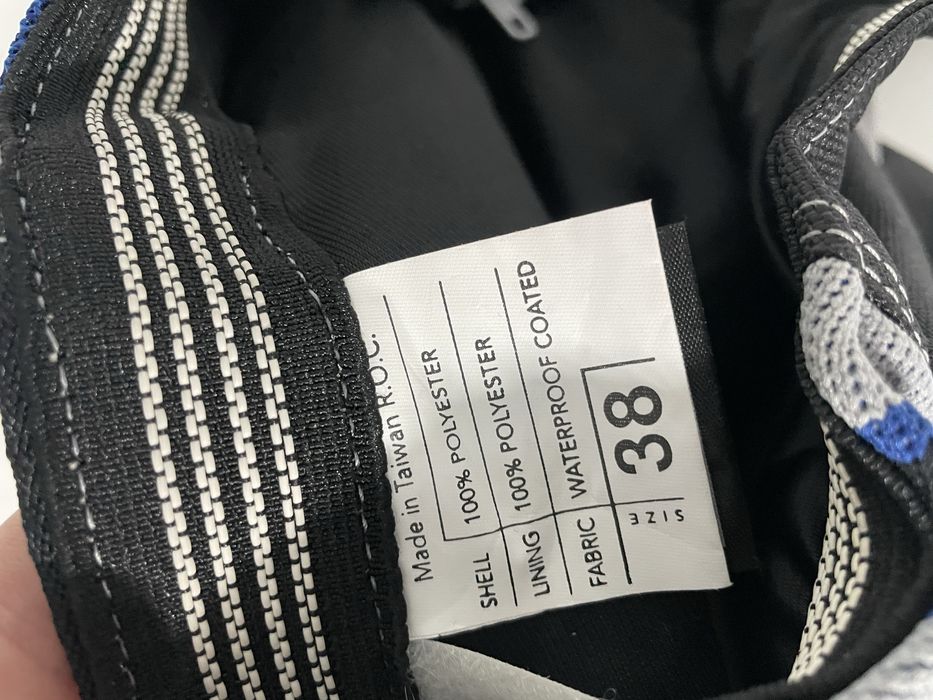 SIZE 38
FABRIC WATERPROOF COATED
LINING 100% POLYESTER
SHELL 100% POLYESTER
Made in Taiwan R.O.C.